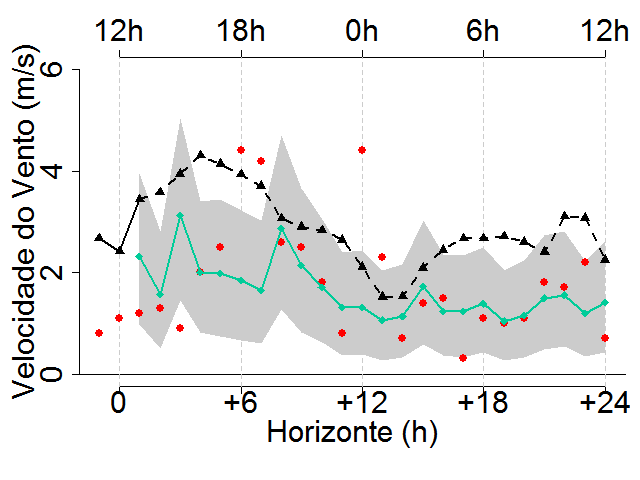 12h 18h 0h 6h 12h
Velocidade do Vento (m/s)
6
4
2
0
0 +6 +12 +18 +24
Horizonte (h)